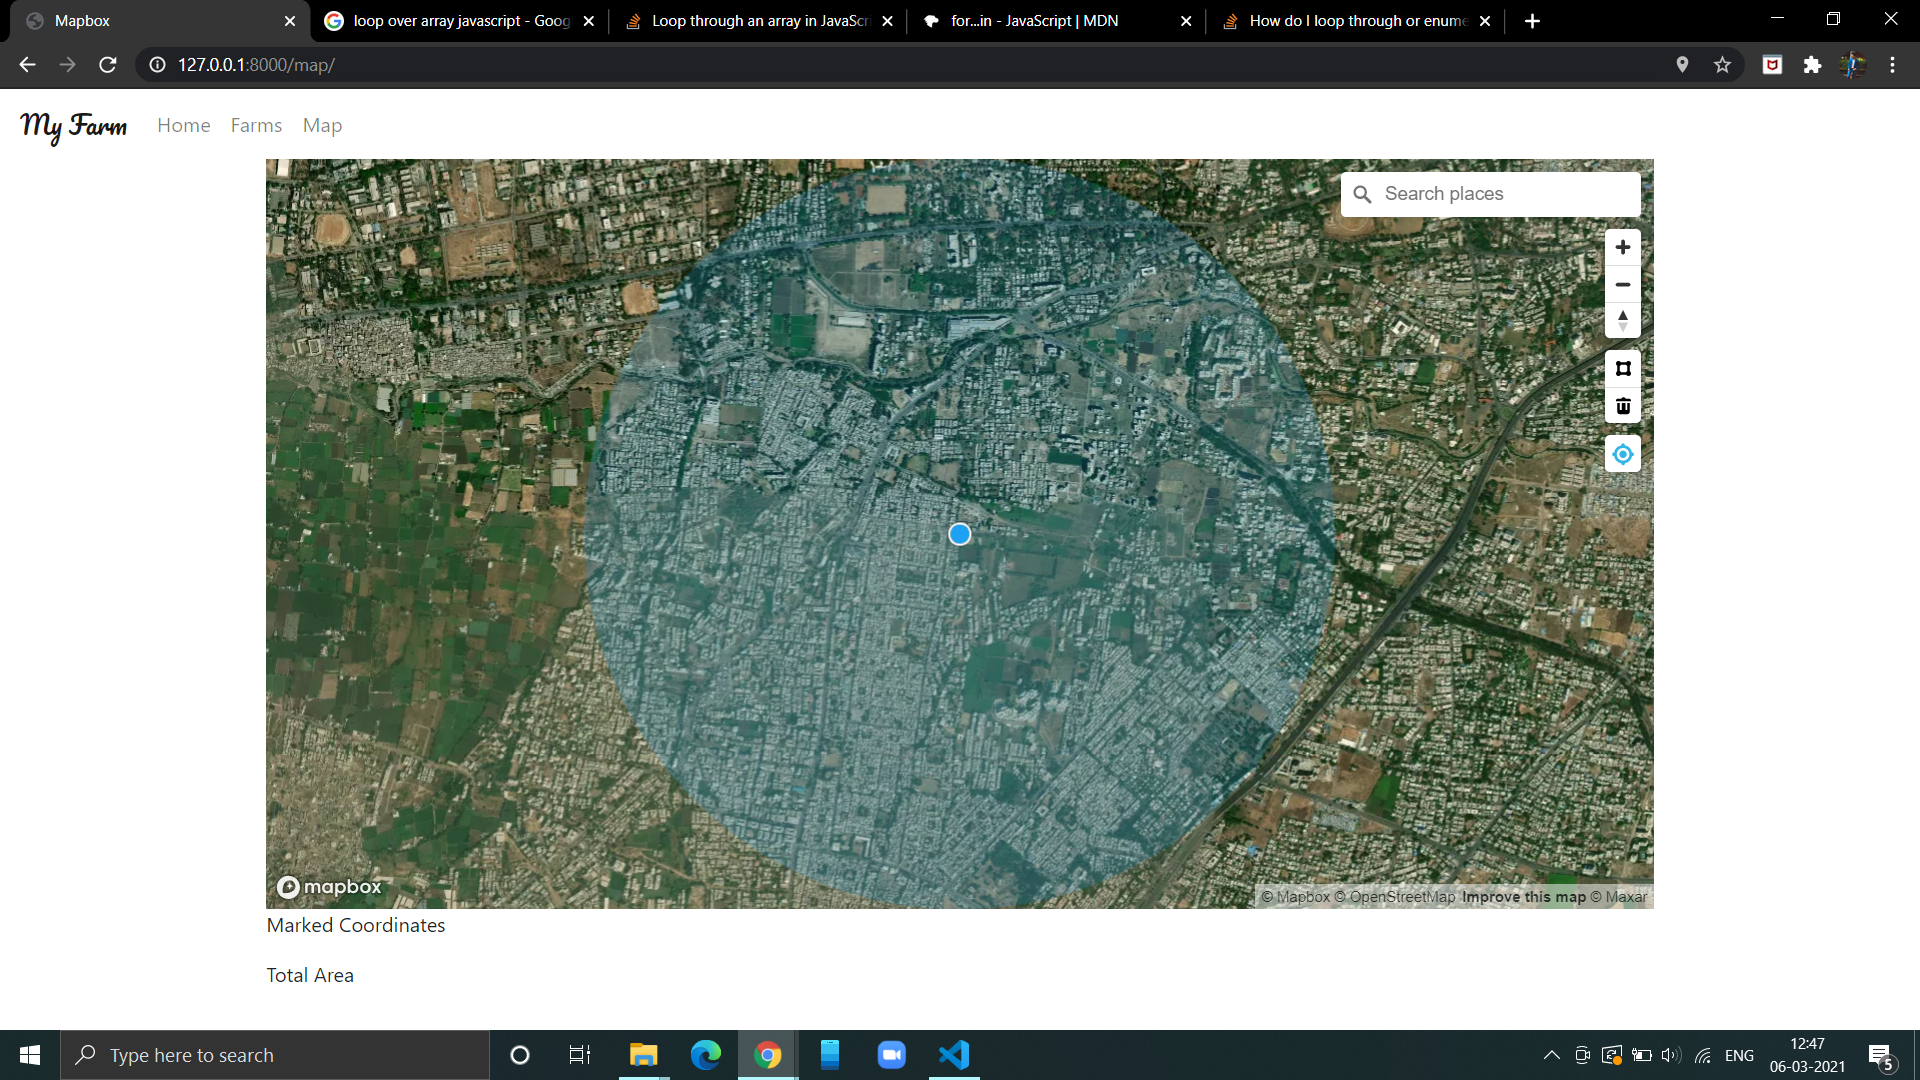 Mapbox
loop over array javascript - Goog
Loop through an array in JavaScri
for...in - JavaScript | MDN
How do I loop through or enume
127.0.0.1:8000/map/
My Farm
Home
Farms
Map
Search places
mapbox
© Mapbox © OpenStreetMap Improve this map © Maxar
Marked Coordinates
Total Area
Type here to search
ENG
12:47
06-03-2021
5